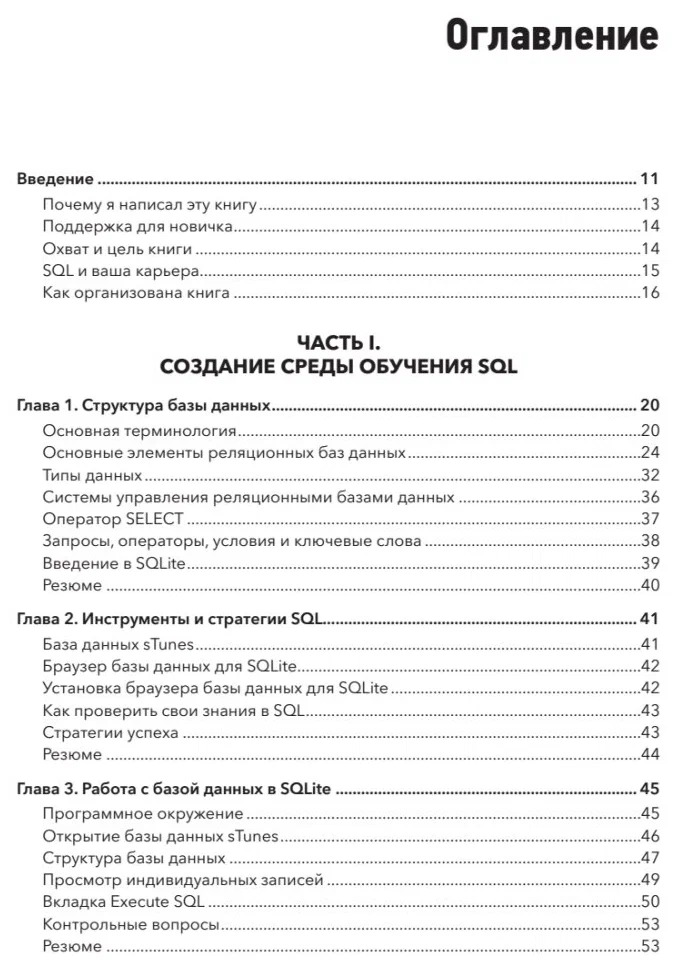 Оглавление
Введение ........ 11
Почему я написал эту книгу ........ 13
Поддержка для новичка ........ 14
Охват и цель книги ........ 14
SQL и ваша карьера ........ 15
Как организована книга ........ 16
ЧАСТЬ I.
СОЗДАНИЕ СРЕДЫ ОБУЧЕНИЯ SQL
Глава 1. Структура базы данных ........ 20
Основная терминология ........ 20
Основные элементы реляционных баз данных ........ 24
Типы данных ........ 32
Системы управления реляционными базами данных ........ 36
Оператор SELECT ........ 37
Запросы, операторы, условия и ключевые слова ........ 38
Введение в SQLite ........ 39
Резюме ........ 40
Глава 2. Инструменты и стратегии SQL ........ 41
База данных sTunes ........ 41
Браузер базы данных для SQLite ........ 42
Установка браузера базы данных для SQLite ........ 42
Как проверить свои знания в SQL ........ 43
Стратегии успеха ........ 43
Резюме ........ 44
Глава 3. Работа с базой данных в SQLite ........ 45
Программное окружение ........ 45
Открытие базы данных sTunes ........ 46
Структура базы данных ........ 47
Просмотр индивидуальных записей ........ 49
Вкладка Execute SQL ........ 50
Контрольные вопросы ........ 53
Резюме ........ 53